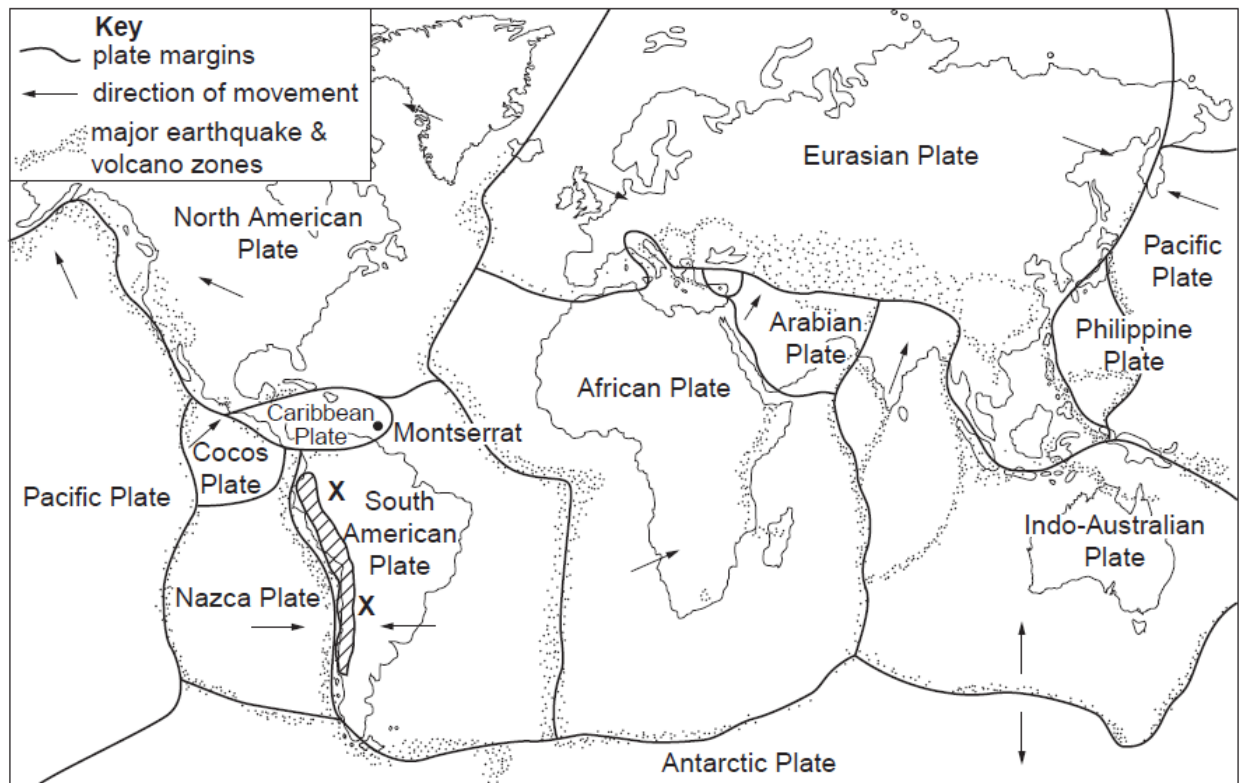 Key
plate margins
direction of movement
major earthquake &
volcano zones
North American
Plate
Eurasian Plate
Pacific
Plate
Philippine
Plate
Arabian
Plate
African Plate
Caribbean
Plate
Montserrat
Cocos
Plate
Pacific Plate
X
South
American
Plate
Indo-Australian
Plate
Nazca Plate
X
Antarctic Plate